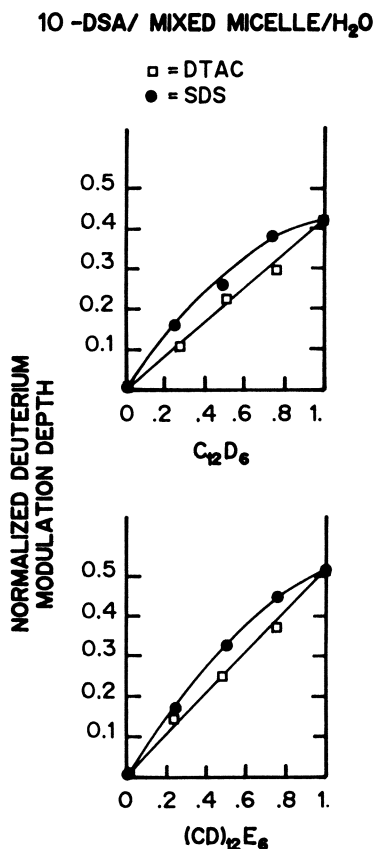 10-DSA/ MIXED MICELLE/H₂O
□ = DTAC
● = SDS
0.5
0.4
0.3
0.2
0.1
0 .2 .4 .6 .8 1.
C₁₂D₆
NORMALIZED DEUTERIUM
MODULATION DEPTH
0.5
0.4
0.3
0.2
0.1
0 .2 .4 .6 .8 1.
(CD)₁₂E₆